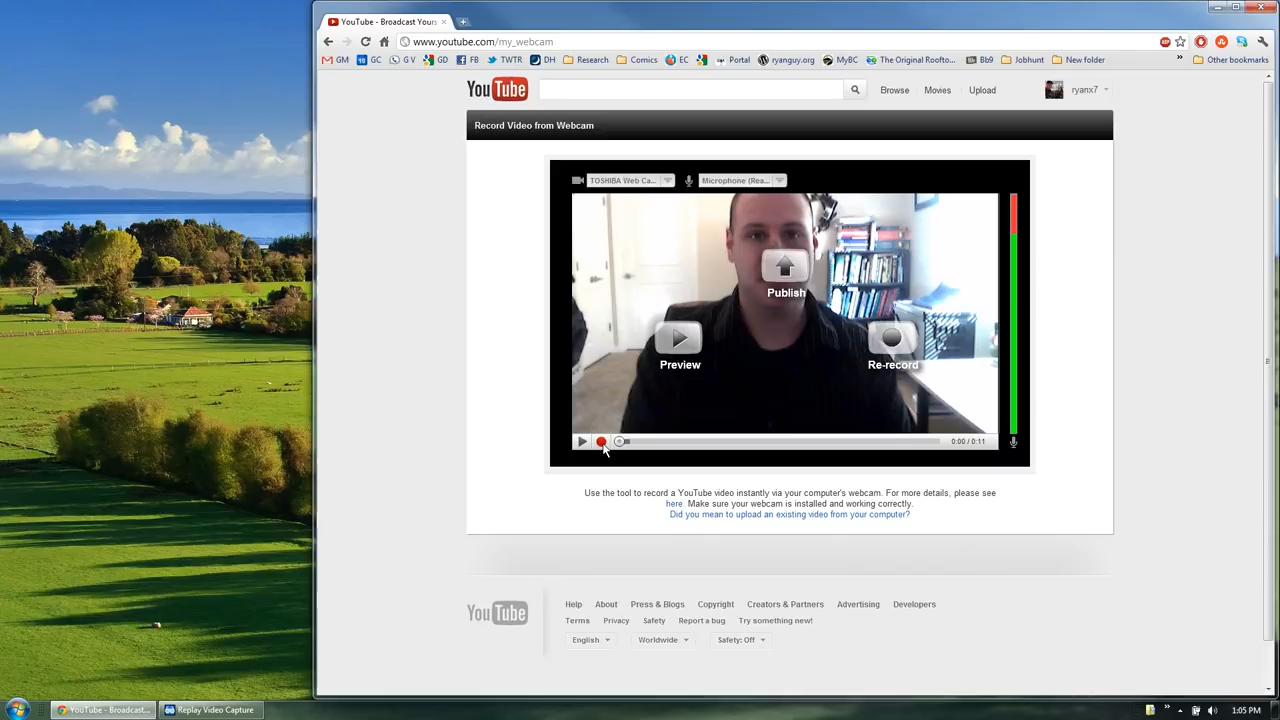 YouTube - Broadcast Yours
www.youtube.com/my_webcam
GM GC G V GD FB TWTR DH Research Comics EC Portal ryanguy.org MyBC The Original Roofto... Bb9 Jobhunt New folder » Other bookmarks
YouTube Browse Movies Upload ryanx7
Record Video from Webcam
TOSHIBA Web Ca... Microphone (Rea...
Publish
Preview Re-record
0:00 / 0:11
Use the tool to record a YouTube video instantly via your computer's webcam. For more details, please see
here. Make sure your webcam is installed and working correctly.
Did you mean to upload an existing video from your computer?
YouTube Help About Press & Blogs Copyright Creators & Partners Advertising Developers
Terms Privacy Safety Report a bug Try something new!
English Worldwide Safety: Off
YouTube - Broadcast... Replay Video Capture » 1:05 PM